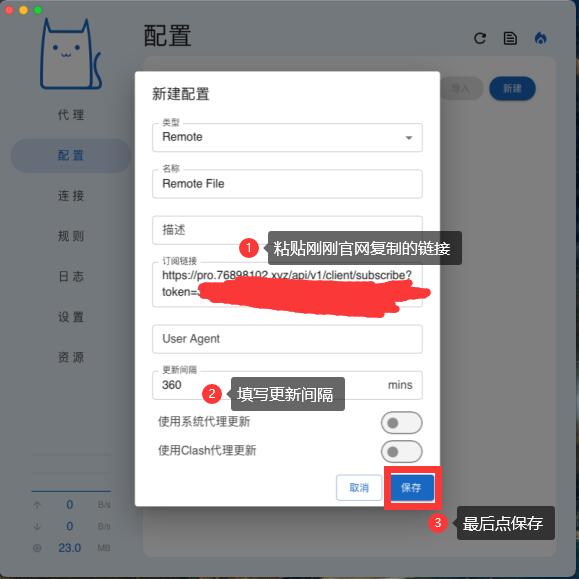 配置
代 理
配 置
连 接
规 则
日 志
设 置
资 源
导入
新建
新建配置
类型
Remote
名称
Remote File
描述
1 粘贴刚刚官网复制的链接
订阅链接
https://pro.76898102.xyz/api/v1/client/subscribe?
token=
User Agent
更新间隔
360 mins
2 填写更新间隔
使用系统代理更新
使用Clash代理更新
取消
保存
3 最后点保存
0 B/s
0 B/s
23.0 MB